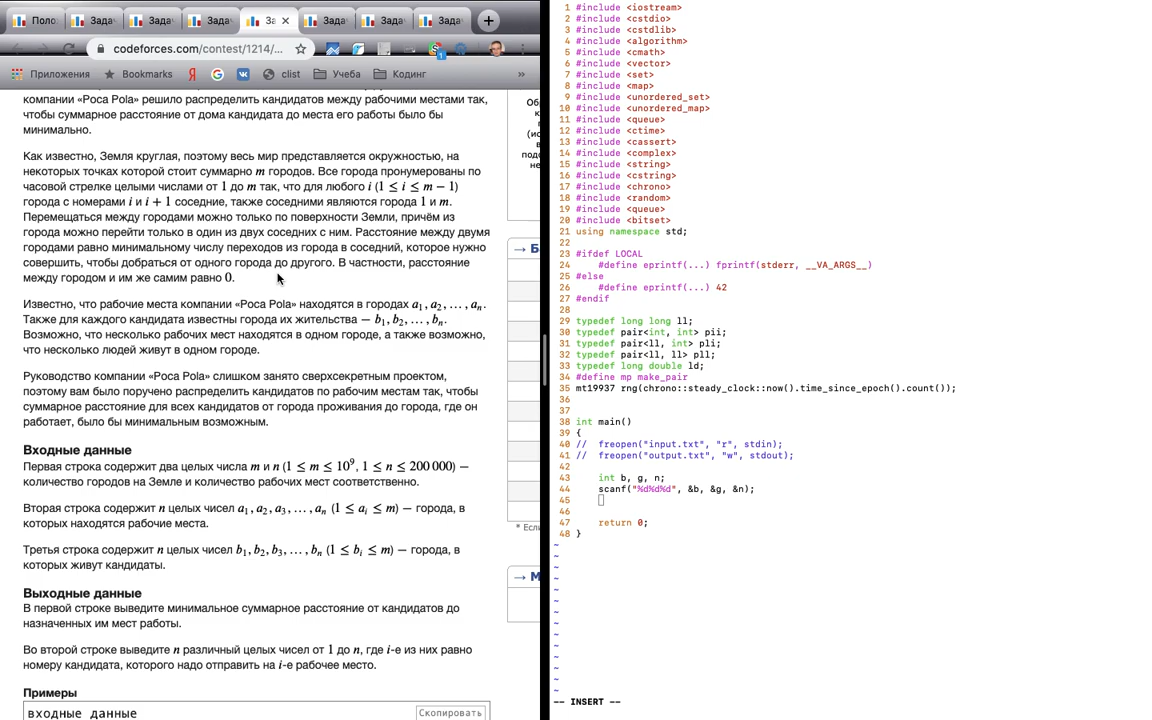 Поло
Зада
Зада
Зада
За
Зада
Зада
Зада
codeforces.com/contest/1214/...
Приложения
Bookmarks
Я
G
clist
Учеба
Кодинг
»
компании «Роса Pola» решило распределить кандидатов между рабочими местами так,
чтобы суммарное расстояние от дома кандидата до места его работы было бы
минимально.
Как известно, Земля круглая, поэтому весь мир представляется окружностью, на
некоторых точках которой стоит суммарно m городов. Все города пронумерованы по
часовой стрелке целыми числами от 1 до m так, что для любого i (1 ≤ i ≤ m − 1)
города с номерами i и i + 1 соседние, также соседними являются города 1 и m.
Перемещаться между городами можно только по поверхности Земли, причём из
города можно перейти только в один из двух соседних с ним. Расстояние между двумя
городами равно минимальному числу переходов из города в соседний, которое нужно
совершить, чтобы добраться от одного города до другого. В частности, расстояние
между городом и им же самим равно 0.
Известно, что рабочие места компании «Роса Pola» находятся в городах a₁, a₂, … , aₙ.
Также для каждого кандидата известны города их жительства — b₁, b₂, … , bₙ.
Возможно, что несколько рабочих мест находятся в одном городе, а также возможно,
что несколько людей живут в одном городе.
Руководство компании «Роса Pola» слишком занято сверхсекретным проектом,
поэтому вам было поручено распределить кандидатов по рабочим местам так, чтобы
суммарное расстояние для всех кандидатов от города проживания до города, где он
работает, было бы минимальным возможным.
Входные данные
Первая строка содержит два целых числа m и n (1 ≤ m ≤ 10⁹, 1 ≤ n ≤ 200 000) —
количество городов на Земле и количество рабочих мест соответственно.
Вторая строка содержит n целых чисел a₁, a₂, a₃, … , aₙ (1 ≤ aᵢ ≤ m) — города, в
которых находятся рабочие места.
Третья строка содержит n целых чисел b₁, b₂, b₃, … , bₙ (1 ≤ bᵢ ≤ m) — города, в
которых живут кандидаты.
Выходные данные
В первой строке выведите минимальное суммарное расстояние от кандидатов до
назначенных им мест работы.
Во второй строке выведите n различный целых чисел от 1 до n, где i-е из них равно
номеру кандидата, которого надо отправить на i-е рабочее место.
Примеры
входные данные
Скопировать
→ Б
→ М
1 #include <iostream>
2 #include <cstdio>
3 #include <cstdlib>
4 #include <algorithm>
5 #include <cmath>
6 #include <vector>
7 #include <set>
8 #include <map>
9 #include <unordered_set>
10 #include <unordered_map>
11 #include <queue>
12 #include <ctime>
13 #include <cassert>
14 #include <complex>
15 #include <string>
16 #include <cstring>
17 #include <chrono>
18 #include <random>
19 #include <queue>
20 #include <bitset>
21 using namespace std;
22
23 #ifdef LOCAL
24 #define eprintf(...) fprintf(stderr, __VA_ARGS__)
25 #else
26 #define eprintf(...) 42
27 #endif
28
29 typedef long long ll;
30 typedef pair<int, int> pii;
31 typedef pair<ll, int> pli;
32 typedef pair<ll, ll> pll;
33 typedef long double ld;
34 #define mp make_pair
35 mt19937 rng(chrono::steady_clock::now().time_since_epoch().count());
36
37
38 int main()
39 {
40 // freopen("input.txt", "r", stdin);
41 // freopen("output.txt", "w", stdout);
42
43 int b, g, n;
44 scanf("%d%d%d", &b, &g, &n);
45
46
47 return 0;
48 }
~
~
~
~
~
~
~
~
~
~
~
~
~
~
-- INSERT --